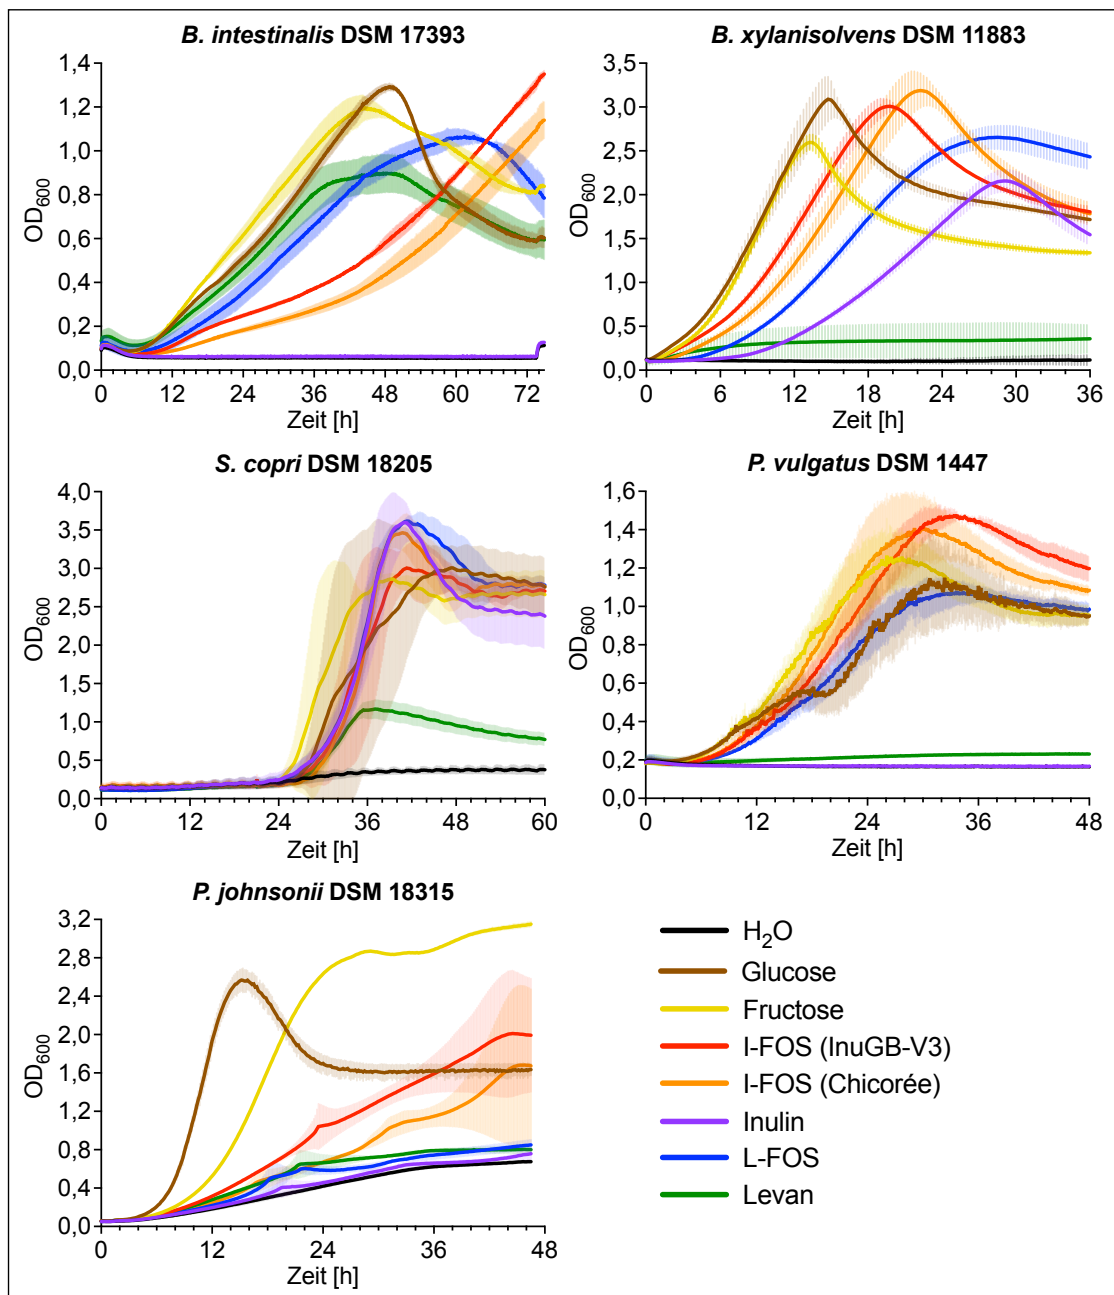 B. intestinalis DSM 17393
OD600
1,4
1,2
1,0
0,8
0,6
0,4
0,2
0,0
0 12 24 36 48 60 72
Zeit [h]
B. xylanisolvens DSM 11883
OD600
3,5
3,0
2,5
2,0
1,5
1,0
0,5
0,0
0 6 12 18 24 30 36
Zeit [h]
S. copri DSM 18205
OD600
4,0
3,5
3,0
2,5
2,0
1,5
1,0
0,5
0,0
0 12 24 36 48 60
Zeit [h]
P. vulgatus DSM 1447
OD600
1,6
1,4
1,2
1,0
0,8
0,6
0,4
0,2
0,0
0 12 24 36 48
Zeit [h]
P. johnsonii DSM 18315
OD600
3,2
2,8
2,4
2,0
1,6
1,2
0,8
0,4
0,0
0 12 24 36 48
Zeit [h]
H2O
Glucose
Fructose
I-FOS (InuGB-V3)
I-FOS (Chicorée)
Inulin
L-FOS
Levan